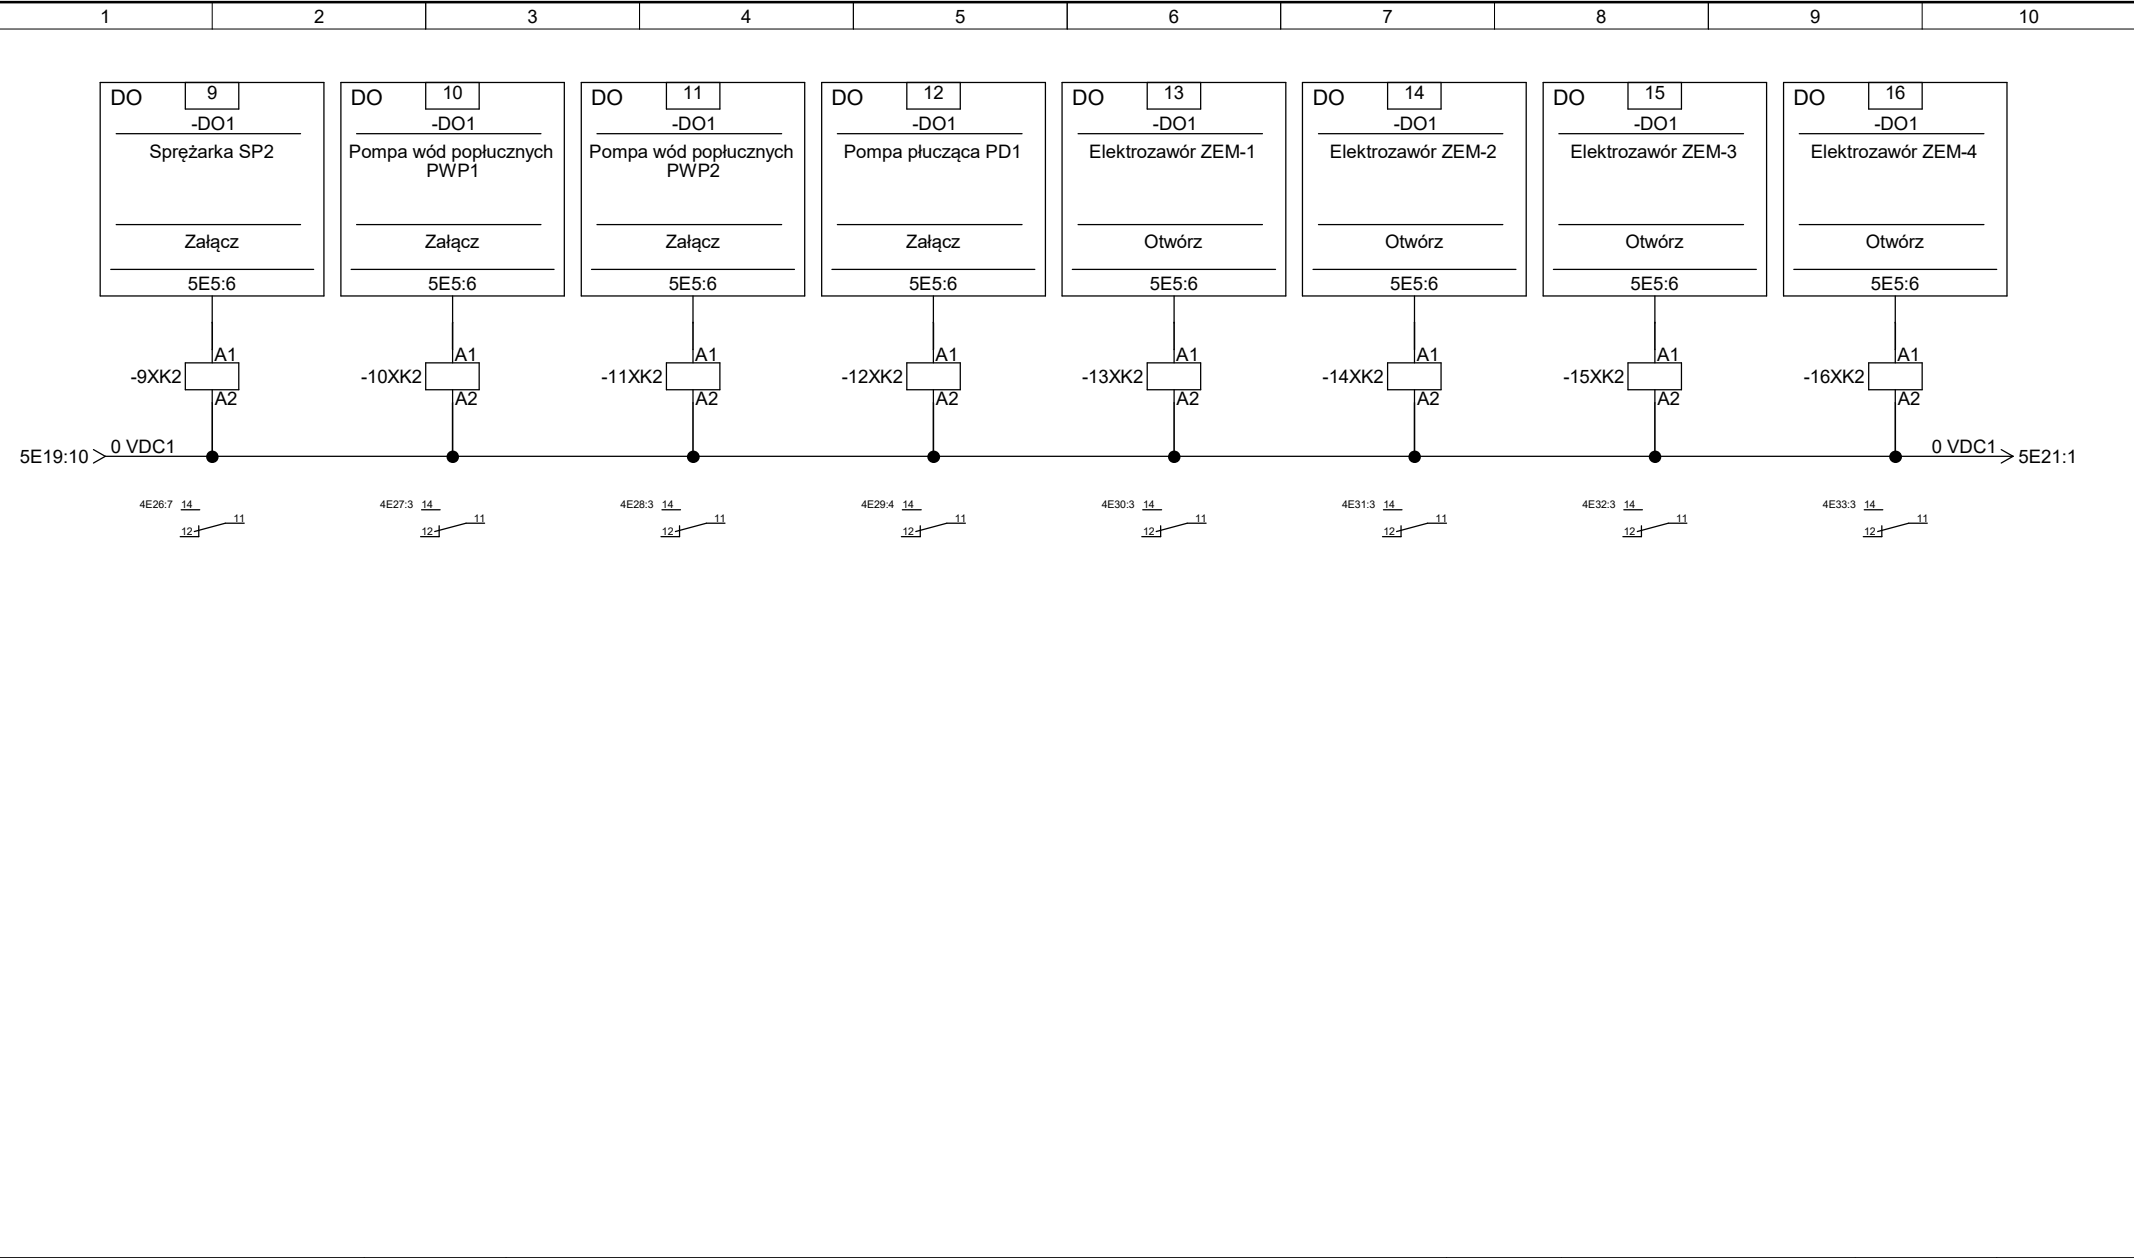 1 2 3 4 5 6 7 8 9 10
DO 9 DO 10 DO 11 DO 12 DO 13 DO 14 DO 15 DO 16
-DO1 -DO1 -DO1 -DO1 -DO1 -DO1 -DO1 -DO1
Sprężarka SP2 Pompa wód popłucznych Pompa wód popłucznych Pompa płucząca PD1 Elektrozawór ZEM-1 Elektrozawór ZEM-2 Elektrozawór ZEM-3 Elektrozawór ZEM-4
PWP1 PWP2
Załącz Załącz Załącz Załącz Otwórz Otwórz Otwórz Otwórz
5E5:6 5E5:6 5E5:6 5E5:6 5E5:6 5E5:6 5E5:6 5E5:6
A1 A1 A1 A1 A1 A1 A1 A1
-9XK2 -10XK2 -11XK2 -12XK2 -13XK2 -14XK2 -15XK2 -16XK2
A2 A2 A2 A2 A2 A2 A2 A2
5E19:10 0 VDC1 0 VDC1 5E21:1
4E26:7 14 4E27:3 14 4E28:3 14 4E29:4 14 4E30:3 14 4E31:3 14 4E32:3 14 4E33:3 14
11 11 11 11 11 11 11 11
12 12 12 12 12 12 12 12